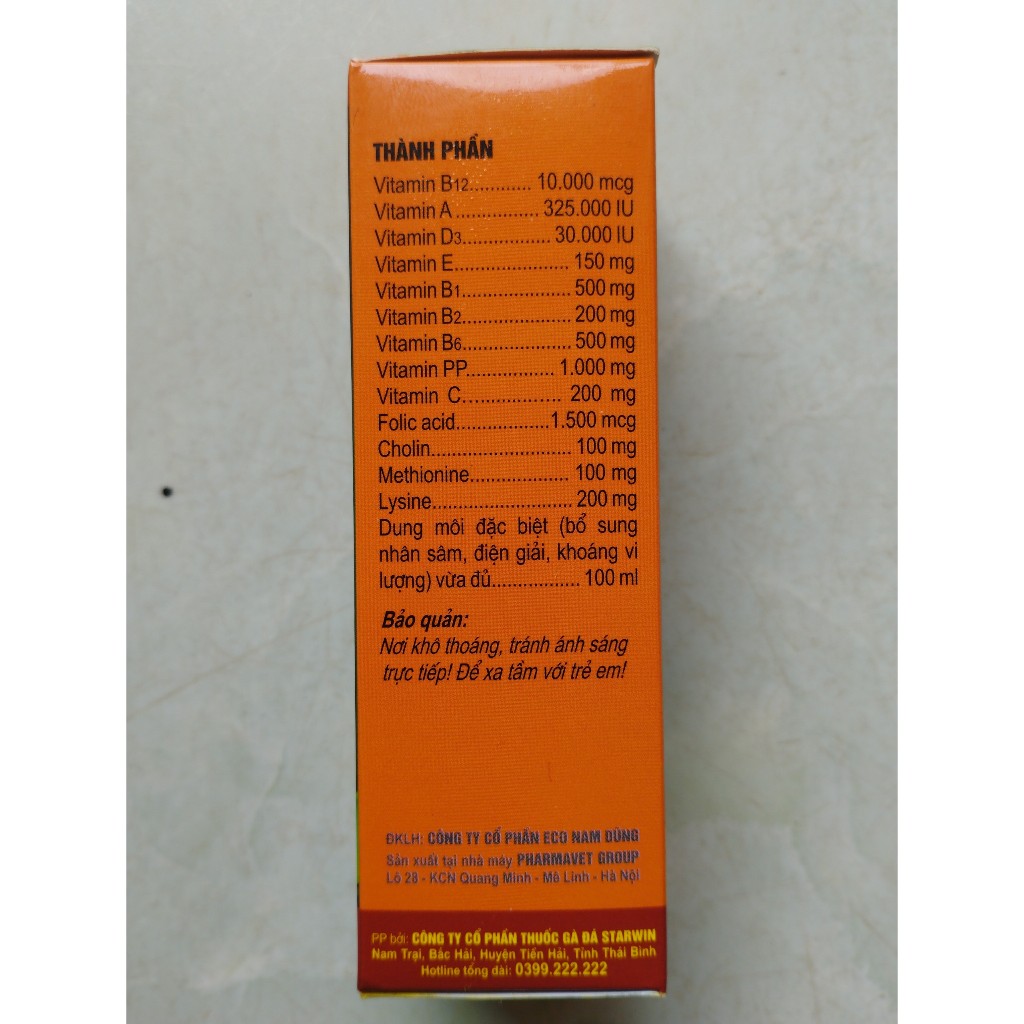 THÀNH PHẦN
Vitamin B12............ 10.000 mcg
Vitamin A ................ 325.000 IU
Vitamin D3................. 30.000 IU
Vitamin E...................... 150 mg
Vitamin B1..................... 500 mg
Vitamin B2..................... 200 mg
Vitamin B6..................... 500 mg
Vitamin PP................. 1.000 mg
Vitamin C................... 200 mg
Folic acid..................1.500 mcg
Cholin........................... 100 mg
Methionine................... 100 mg
Lysine........................... 200 mg
Dung môi đặc biệt (bổ sung
nhân sâm, điện giải, khoáng vi
lượng) vừa đủ................. 100 ml
Bảo quản:
Nơi khô thoáng, tránh ánh sáng
trực tiếp! Để xa tầm với trẻ em!
ĐKLH: CÔNG TY CỔ PHẦN ECO NAM DŨNG
Sản xuất tại nhà máy PHARMAVET GROUP
Lô 28 - KCN Quang Minh - Mê Linh - Hà Nội
PP bởi: CÔNG TY CỔ PHẦN THUỐC GÀ ĐÁ STARWIN
Nam Trại, Bắc Hải, Huyện Tiền Hải, Tỉnh Thái Bình
Hotline tổng đài: 0399.222.222